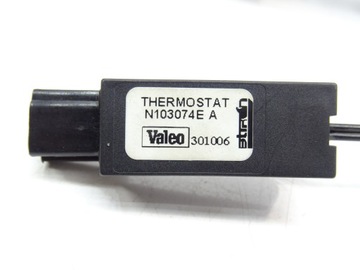 THERMOSTAT
N103074E A
Valeo 301006